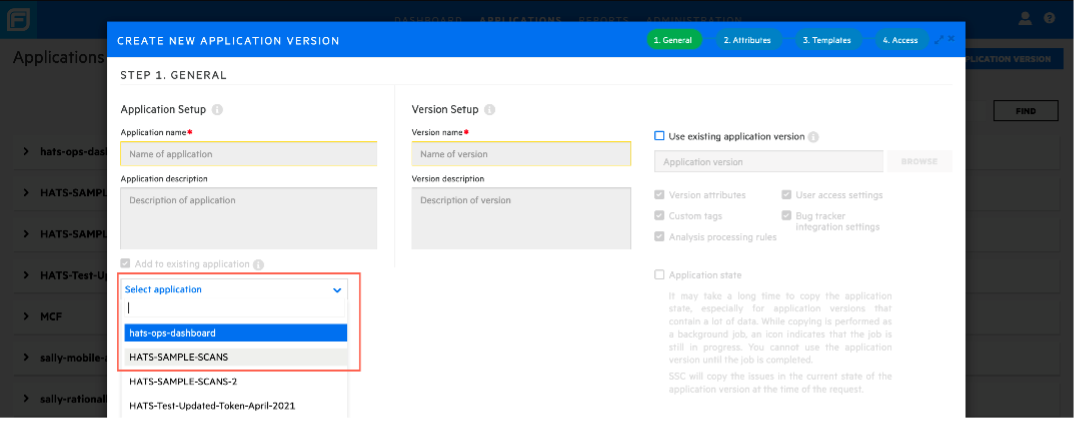 DASHBOARD APPLICATIONS REPORTS ADMINISTRATION
CREATE NEW APPLICATION VERSION
1. General
2. Attributes
3. Templates
4. Access
Applications
PLICATION VERSION
STEP 1. GENERAL
FIND
Application Setup
Application name*
Name of application
Application description
Description of application
Add to existing application
Select application
hats-ops-dashboard
HATS-SAMPLE-SCANS
HATS-SAMPLE-SCANS-2
HATS-Test-Updated-Token-April-2021
Version Setup
Version name*
Name of version
Version description
Description of version
Use existing application version
Application version
BROWSE
Version attributes
User access settings
Custom tags
Bug tracker
integration settings
Analysis processing rules
Application state
It may take a long time to copy the application
state, especially for application versions that
contain a lot of data. While copying is performed as
a background job, an icon indicates that the job is
still in progress. You cannot use the application
version until the job is completed.
SSC will copy the issues in the current state of the
application version at the time of the request.
hats-ops-das
HATS-SAMPL
HATS-SAMPL
HATS-Test-Up
MCF
sally-mobile-a
sally-rational